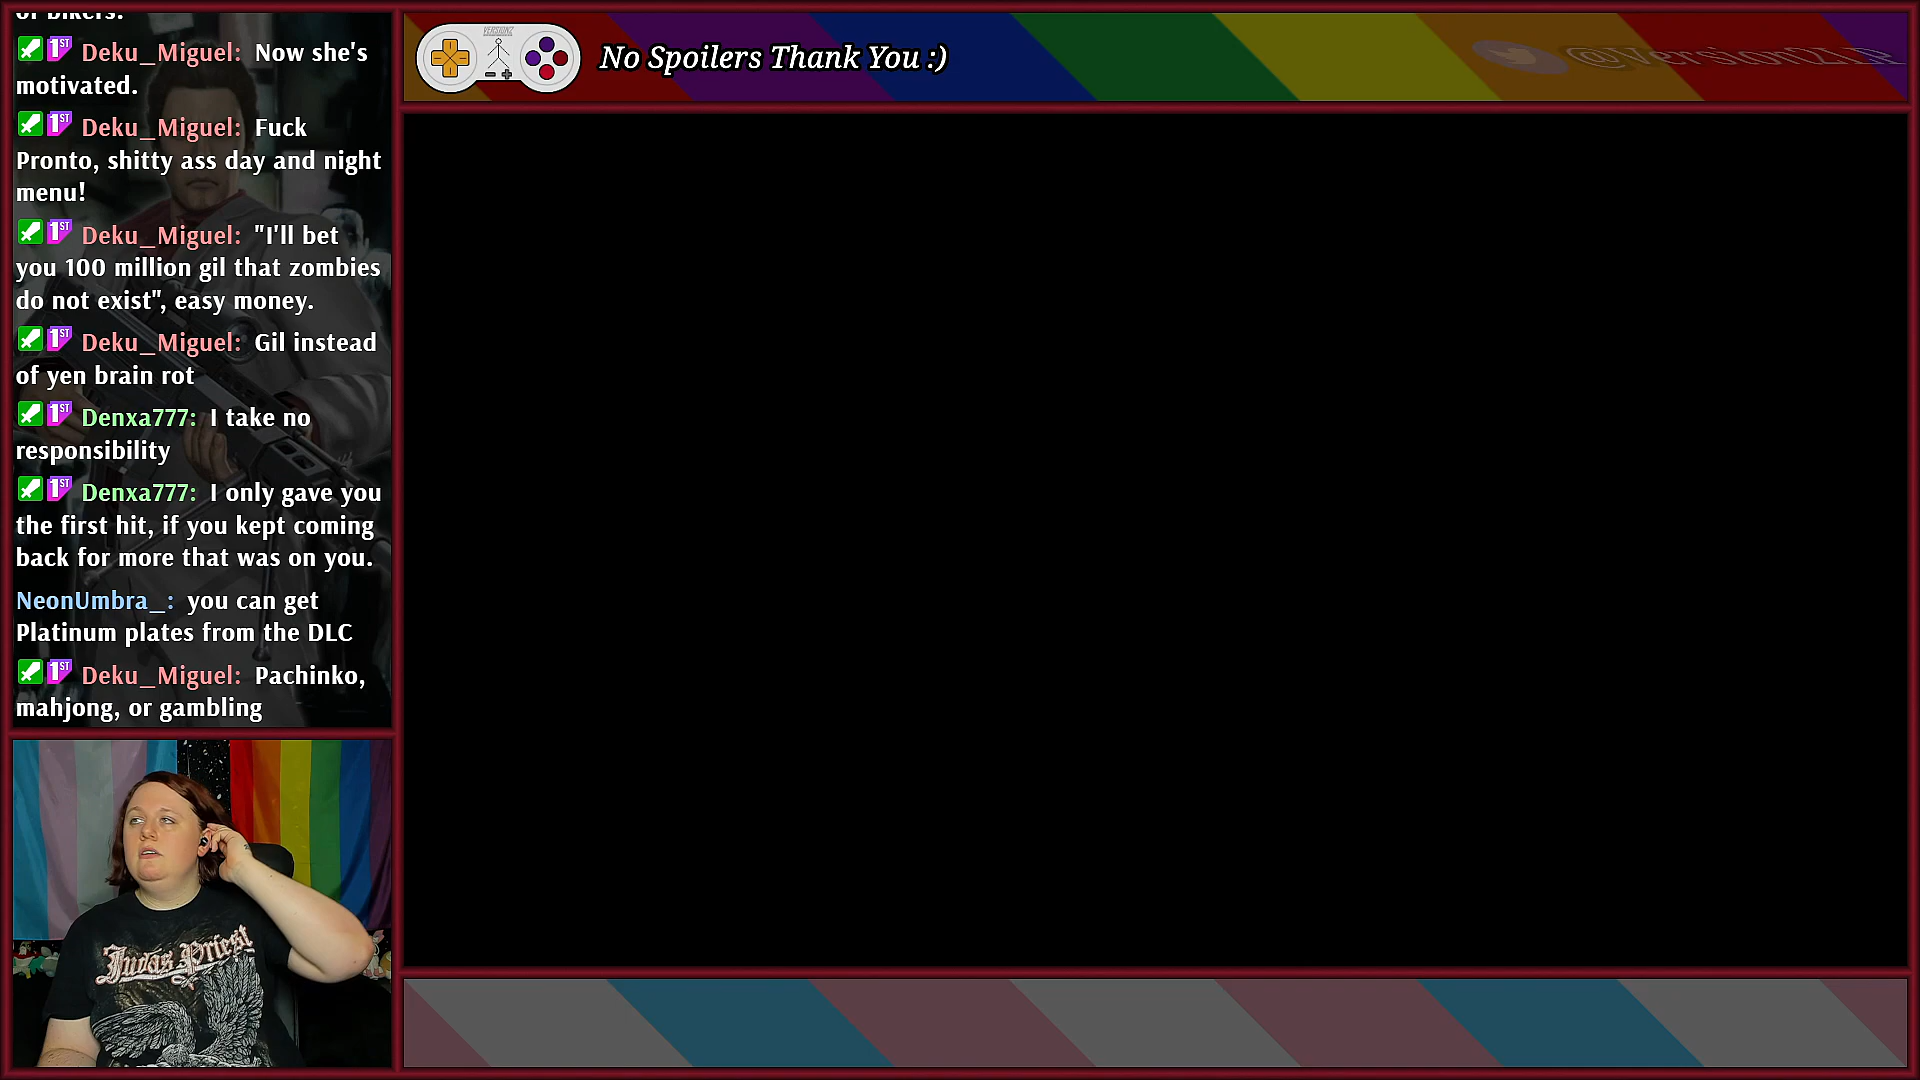 of bikers.
Deku_Miguel: Now she's
motivated.
Deku_Miguel: Fuck
Pronto, shitty ass day and night
menu!
Deku_Miguel: "I'll bet
you 100 million gil that zombies
do not exist", easy money.
Deku_Miguel: Gil instead
of yen brain rot
Denxa777: I take no
responsibility
Denxa777: I only gave you
the first hit, if you kept coming
back for more that was on you.
NeonUmbra_: you can get
Platinum plates from the DLC
Deku_Miguel: Pachinko,
mahjong, or gambling
VERSIONZ
No Spoilers Thank You :)
Judas Priest